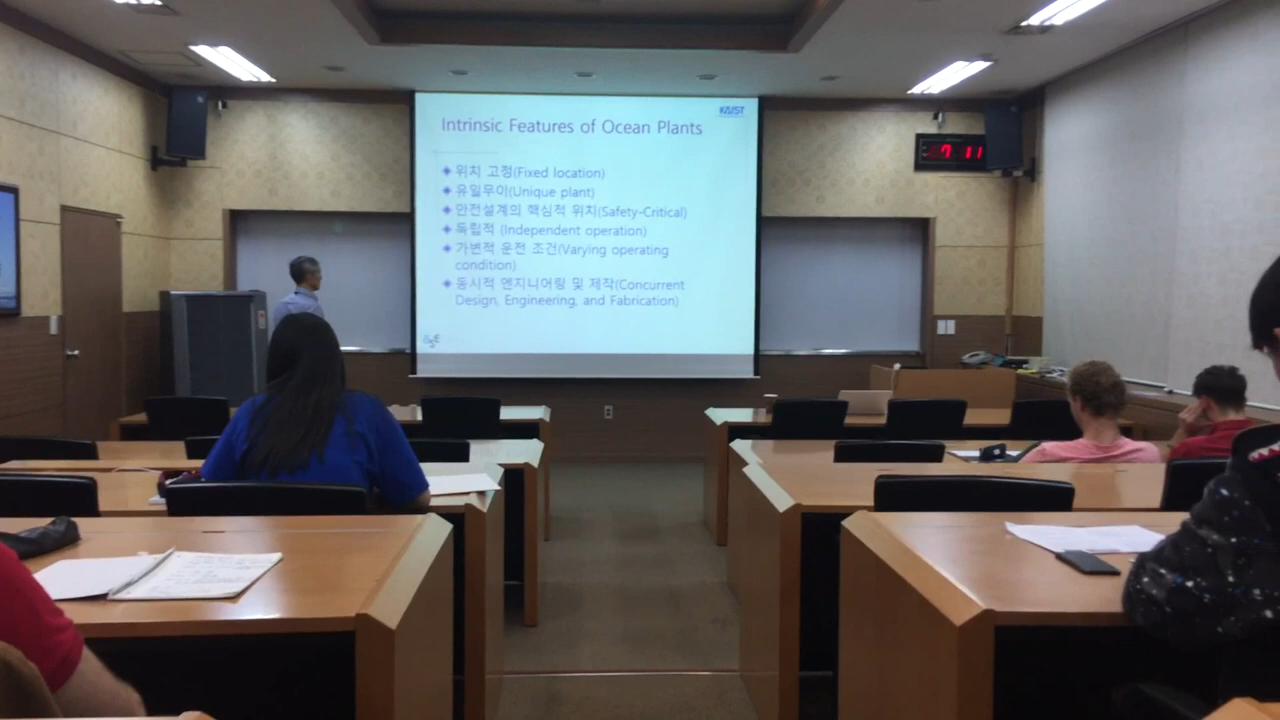 KAIST
Intrinsic Features of Ocean Plants
위치 고정(Fixed location)
유일무이(Unique plant)
안전설계의 핵심적 위치(Safety-Critical)
독립적 (Independent operation)
가변적 운전 조건(Varying operating
condition)
동시적 엔지니어링 및 제작(Concurrent
Design, Engineering, and Fabrication)
7 11